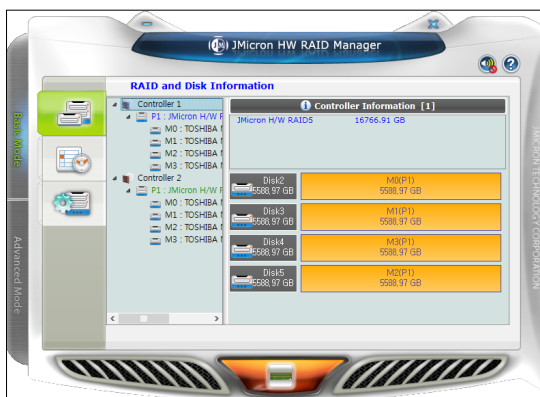 JMicron HW RAID Manager
RAID and Disk Information
Basic Mode
Advanced Mode
Controller 1
P1 : JMicron H/W R
M0 : TOSHIBA
M1 : TOSHIBA
M2 : TOSHIBA
M3 : TOSHIBA
Controller 2
P1 : JMicron H/W R
M0 : TOSHIBA
M1 : TOSHIBA
M2 : TOSHIBA
M3 : TOSHIBA
Controller Information [1]
JMicron HW RAID5 16766.91 GB
Disk2 M0(P1)
5588,97 GB 5588,97 GB
Disk3 M1(P1)
5588,97 GB 5588,97 GB
Disk4 M3(P1)
5588,97 GB 5588,97 GB
Disk5 M2(P1)
5588,97 GB 5588,97 GB
JMICRON TECHNOLOGY CORPORATION